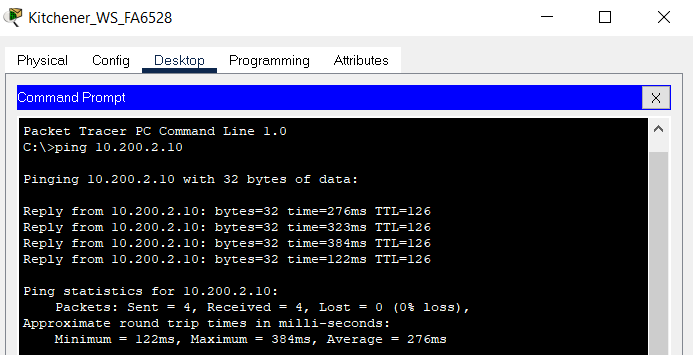 Kitchener_WS_FA6528
Physical Config Desktop Programming Attributes
Command Prompt X
Packet Tracer PC Command Line 1.0
C:\>ping 10.200.2.10
Pinging 10.200.2.10 with 32 bytes of data:
Reply from 10.200.2.10: bytes=32 time=276ms TTL=126
Reply from 10.200.2.10: bytes=32 time=323ms TTL=126
Reply from 10.200.2.10: bytes=32 time=384ms TTL=126
Reply from 10.200.2.10: bytes=32 time=122ms TTL=126
Ping statistics for 10.200.2.10:
Packets: Sent = 4, Received = 4, Lost = 0 (0% loss),
Approximate round trip times in milli-seconds:
Minimum = 122ms, Maximum = 384ms, Average = 276ms